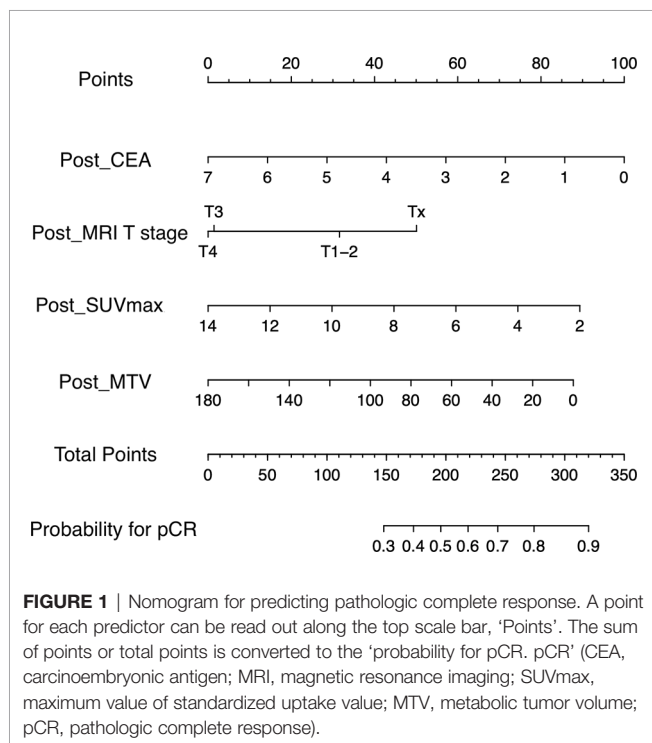 0 20 40 60 80 100
Points
Post_CEA
7 6 5 4 3 2 1 0
T3 Tx
Post_MRI T stage
T4 T1–2
Post_SUVmax
14 12 10 8 6 4 2
Post_MTV
180 140 100 80 60 40 20 0
Total Points
0 50 100 150 200 250 300 350
Probability for pCR
0.3 0.4 0.5 0.6 0.7 0.8 0.9
FIGURE 1 | Nomogram for predicting pathologic complete response. A point
for each predictor can be read out along the top scale bar, ‘Points’. The sum
of points or total points is converted to the ‘probability for pCR. pCR’ (CEA,
carcinoembryonic antigen; MRI, magnetic resonance imaging; SUVmax,
maximum value of standardized uptake value; MTV, metabolic tumor volume;
pCR, pathologic complete response).